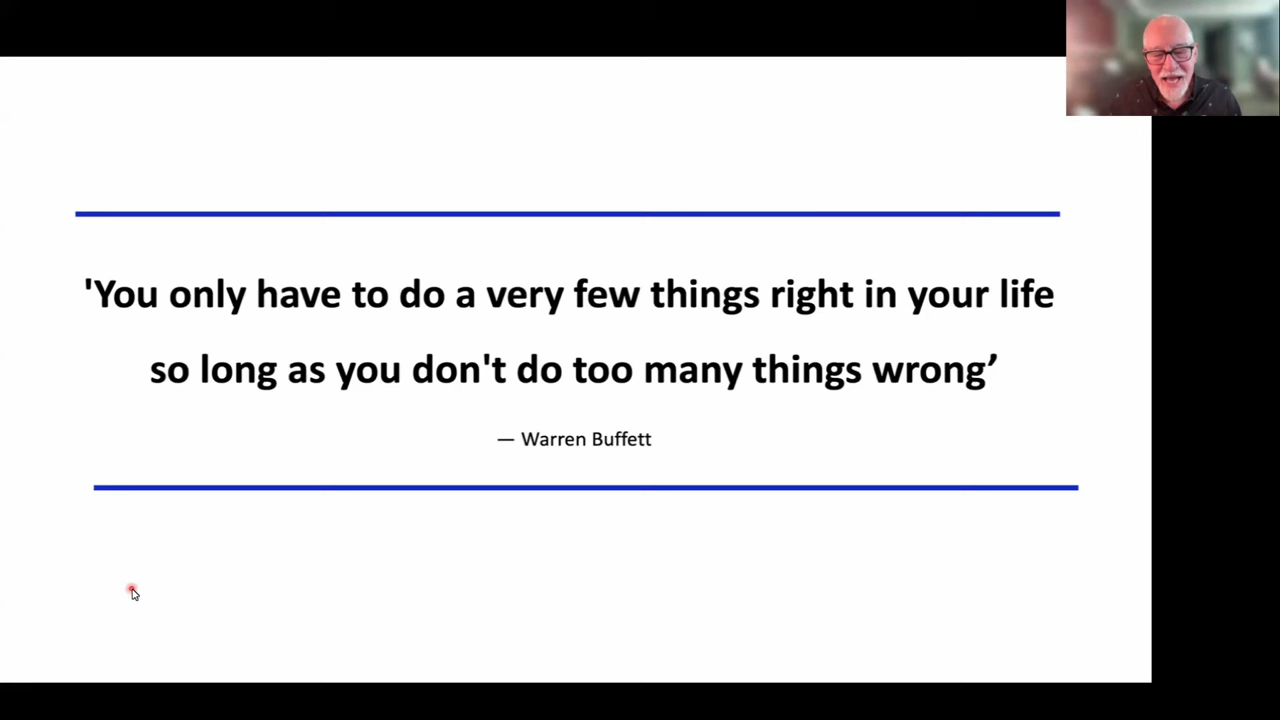 'You only have to do a very few things right in your life
so long as you don't do too many things wrong’
— Warren Buffett